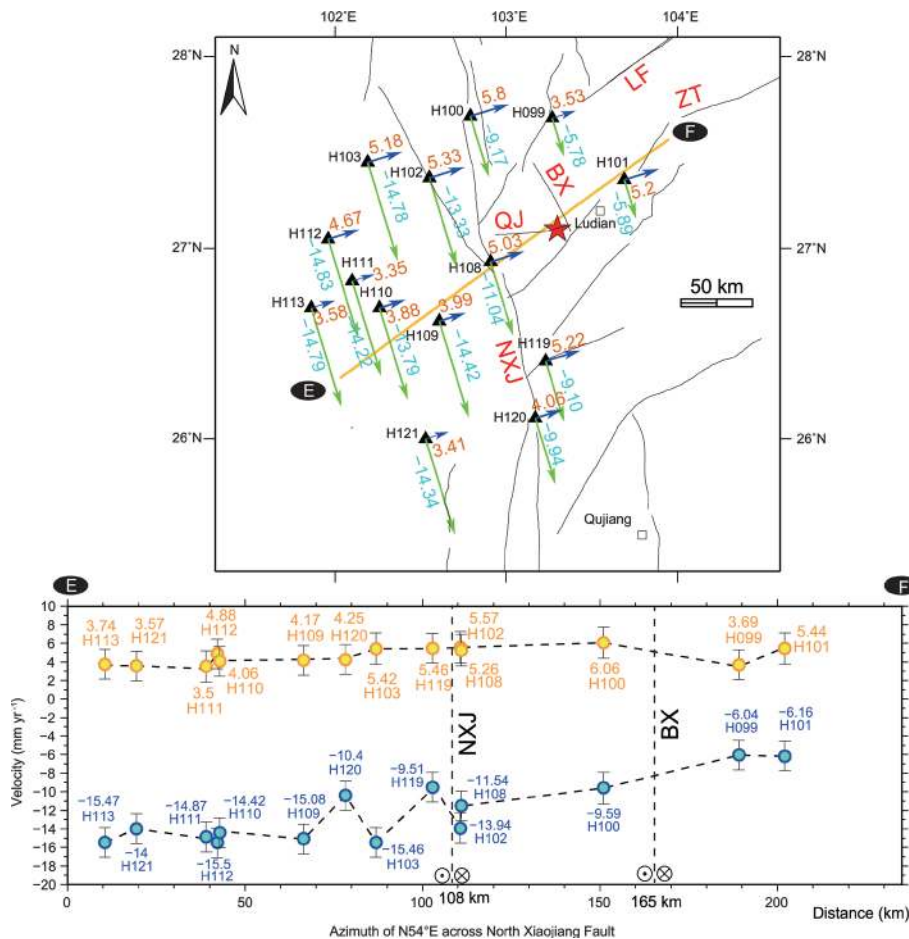 102°E
103°E
104°E
N
28°N
28°N
LF
ZT
F
H100
5.8
-9.17
H099
3.53
-5.78
H103
5.18
-14.78
H102
5.33
-13.33
H101
5.2
-5.89
BX
QJ
Ludian
H112
4.67
-14.83
27°N
27°N
H108
5.03
-11.04
H111
3.35
-14.22
H110
3.88
-13.79
H113
3.58
-14.79
H109
3.99
-14.42
50 km
NXJ
H119
5.22
-9.10
E
H120
4.06
-9.94
26°N
26°N
H121
3.41
-14.34
Qujiang
E
F
10
8
6
4
2
0
-2
-4
-6
-8
-10
-12
-14
-16
-18
-20
Velocity (mm yr⁻¹)
3.74
H113
3.57
H121
4.88
H112
3.5
H111
4.06
H110
4.17
H109
4.25
H120
5.42
H103
5.46
H119
5.57
H102
5.26
H108
6.06
H100
3.69
H099
5.44
H101
NXJ
BX
-15.47
H113
-14
H121
-14.87
H111
-15.5
H112
-14.42
H110
-15.08
H109
-10.4
H120
-15.46
H103
-9.51
H119
-11.54
H108
-13.94
H102
-9.59
H100
-6.04
H099
-6.16
H101
108 km
165 km
0
50
100
150
200
Distance (km)
Azimuth of N54°E across North Xiaojiang Fault